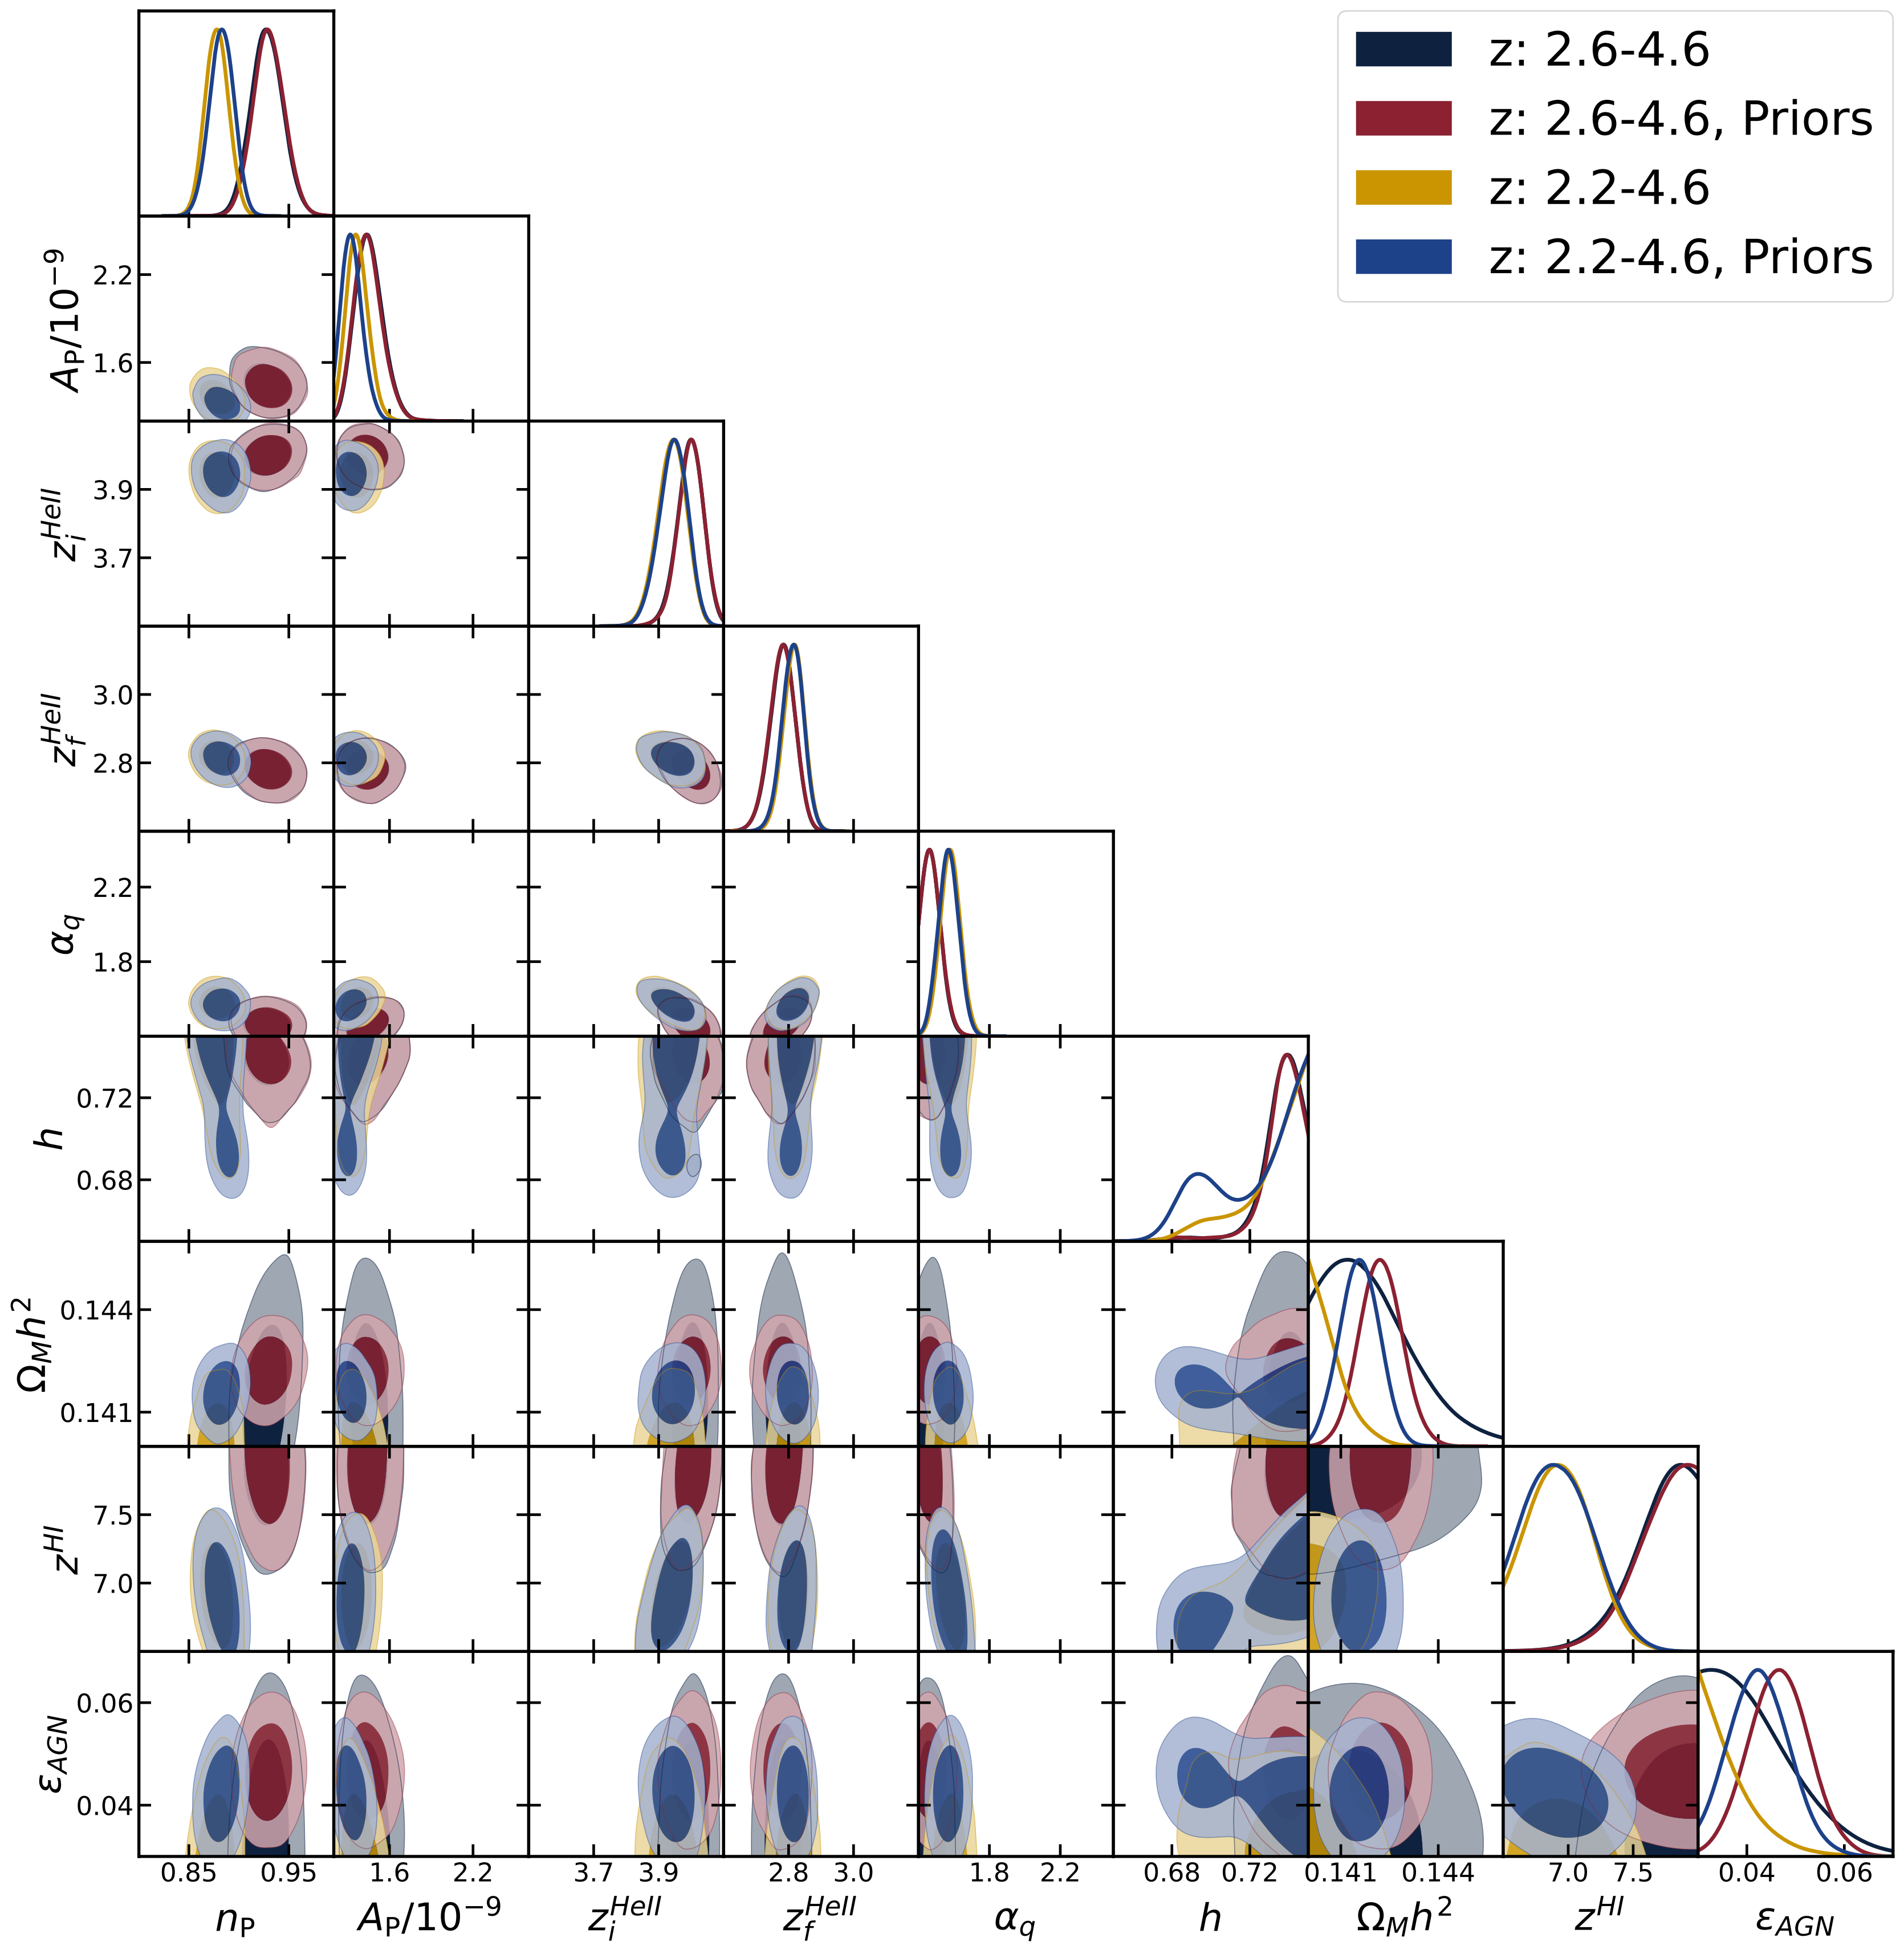 z: 2.6-4.6
z: 2.6-4.6, Priors
z: 2.2-4.6
z: 2.2-4.6, Priors
2.2
1.6
A_P/10^{-9}
3.9
3.7
z_i^{HeII}
3.0
2.8
z_f^{HeII}
2.2
1.8
α_q
0.72
0.68
h
0.144
0.141
Ω_M h^2
7.5
7.0
z^{HI}
0.06
0.04
ε_{AGN}
0.85 0.95 1.6 2.2 3.7 3.9 2.8 3.0 1.8 2.2 0.68 0.72 0.141 0.144 7.0 7.5 0.04 0.06
n_P A_P/10^{-9} z_i^{HeII} z_f^{HeII} α_q h Ω_M h^2 z^{HI} ε_{AGN}